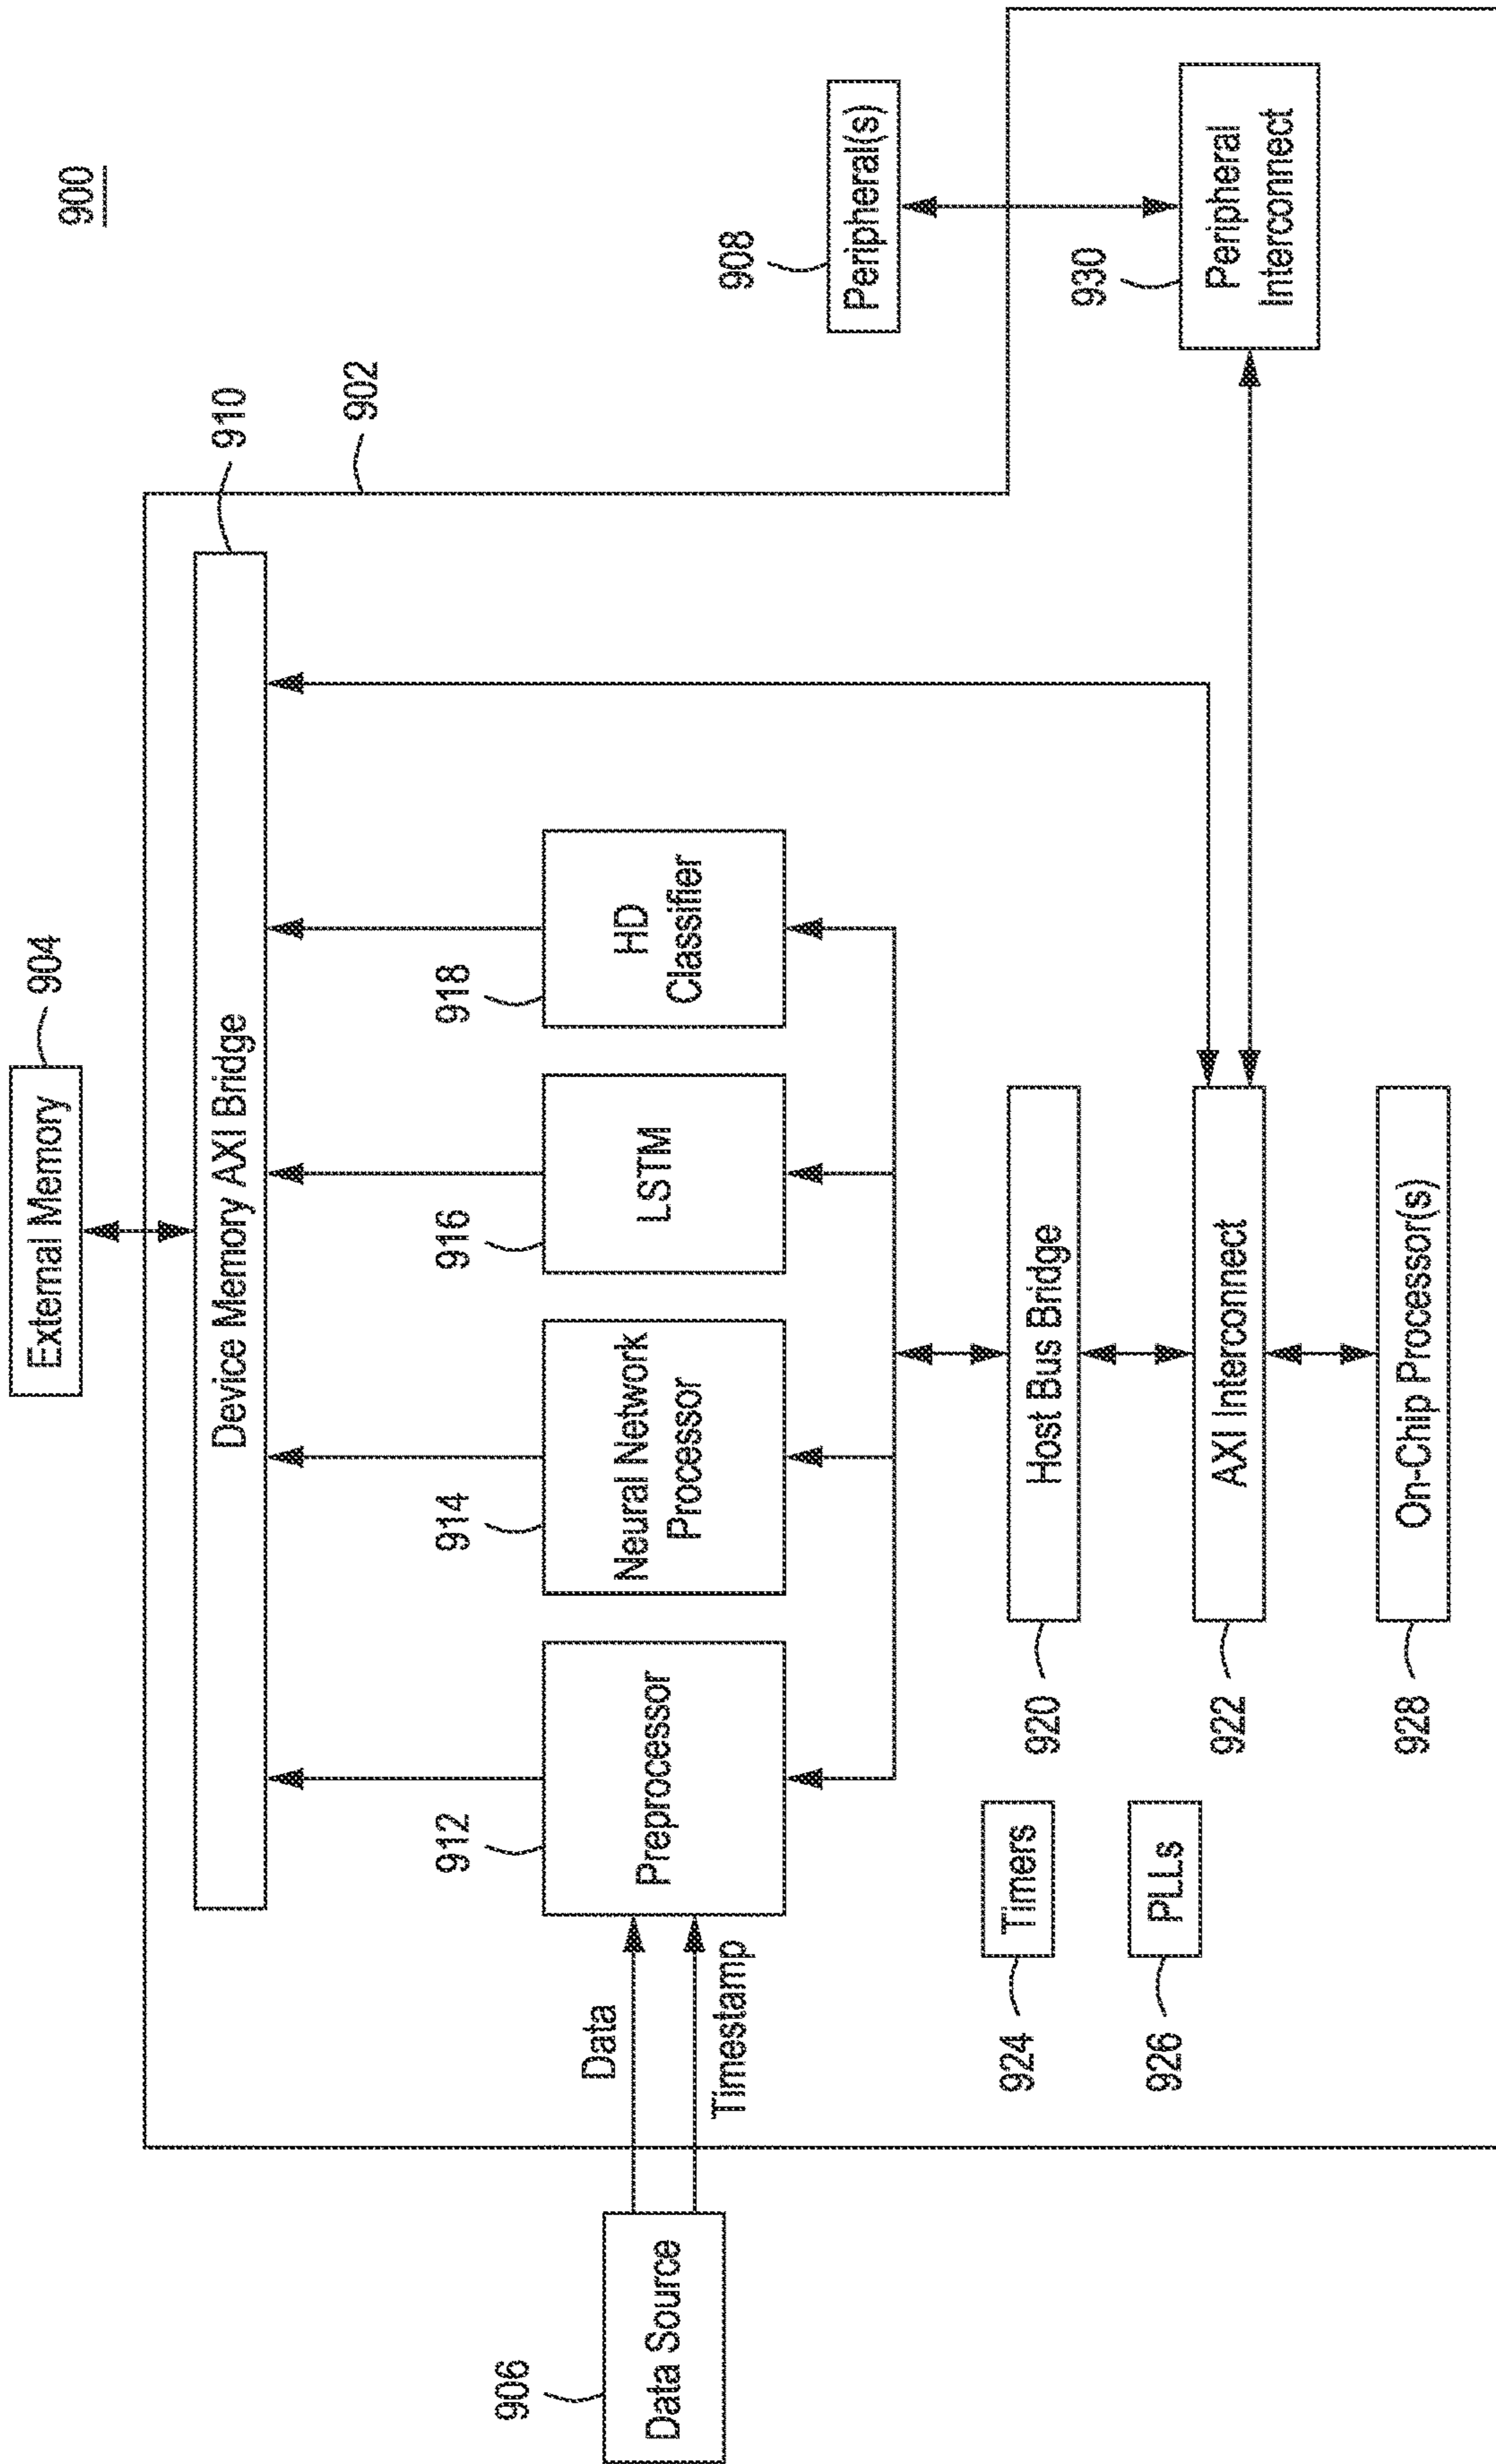 900
External Memory
904
902
910
Device Memory AXI Bridge
908
Peripheral(s)
906
Data Source
Data
Timestamp
912
Preprocessor
914
Neural Network
Processor
916
LSTM
918
HD
Classifier
930
Peripheral
Interconnect
924
Timers
926
PLLs
920
Host Bus Bridge
922
AXI Interconnect
928
On-Chip Processor(s)